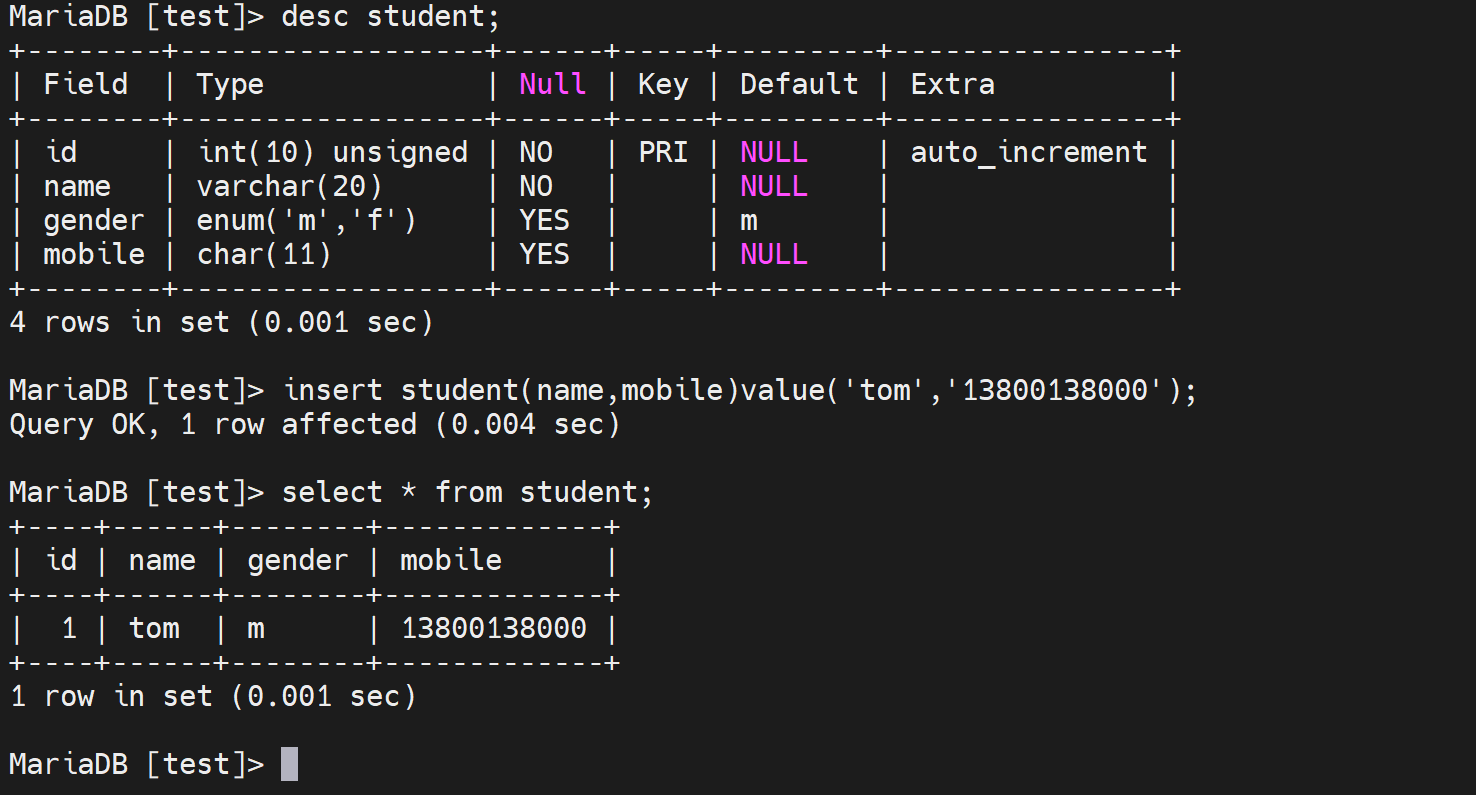 MariaDB [test]> desc student;
+--------+------------------+------+-----+---------+----------------+
| Field  | Type             | Null | Key | Default | Extra          |
+--------+------------------+------+-----+---------+----------------+
| id     | int(10) unsigned | NO   | PRI | NULL    | auto_increment |
| name   | varchar(20)      | NO   |     | NULL    |                |
| gender | enum('m','f')    | YES  |     | m       |                |
| mobile | char(11)         | YES  |     | NULL    |                |
+--------+------------------+------+-----+---------+----------------+
4 rows in set (0.001 sec)

MariaDB [test]> insert student(name,mobile)value('tom','13800138000');
Query OK, 1 row affected (0.004 sec)

MariaDB [test]> select * from student;
+----+------+--------+-------------+
| id | name | gender | mobile      |
+----+------+--------+-------------+
|  1 | tom  | m      | 13800138000 |
+----+------+--------+-------------+
1 row in set (0.001 sec)

MariaDB [test]>